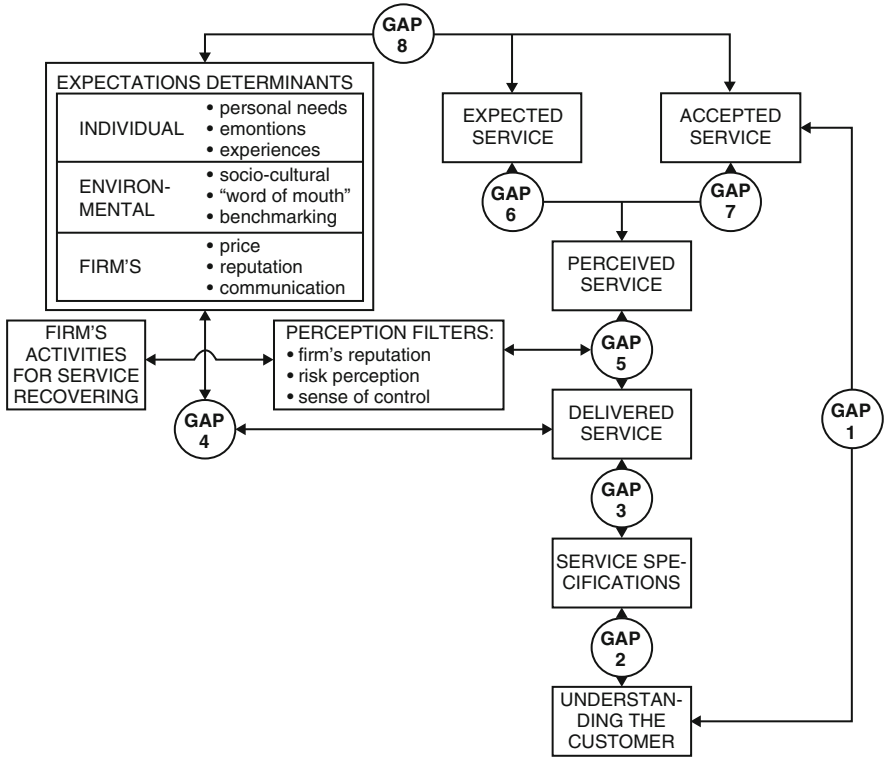 GAP
8
EXPECTATIONS DETERMINANTS
INDIVIDUAL
• personal needs
• emontions
• experiences
ENVIRON-
MENTAL
• socio-cultural
• “word of mouth”
• benchmarking
FIRM'S
• price
• reputation
• communication
EXPECTED
SERVICE
ACCEPTED
SERVICE
GAP
6
GAP
7
PERCEIVED
SERVICE
FIRM'S
ACTIVITIES
FOR SERVICE
RECOVERING
PERCEPTION FILTERS:
• firm's reputation
• risk perception
• sense of control
GAP
5
GAP
4
DELIVERED
SERVICE
GAP
1
GAP
3
SERVICE SPE-
CIFICATIONS
GAP
2
UNDERSTAN-
DING THE
CUSTOMER